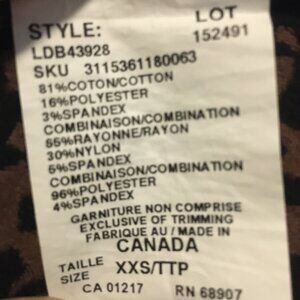 STYLE: LOT
LDB43928 152491
SKU 3115361180063
81%COTON/COTTON
16%POLYESTER
3%SPANDEX
COMBINAISON/COMBINATION
65%RAYONNE/RAYON
30%NYLON
5%SPANDEX
COMBINAISON/COMBINATION
96%POLYESTER
4%SPANDEX
GARNITURE NON COMPRISE
EXCLUSIVE OF TRIMMING
FABRIQUE AU / MADE IN
CANADA
TAILLE
SIZE XXS/TTP
CA 01217 RN 68907